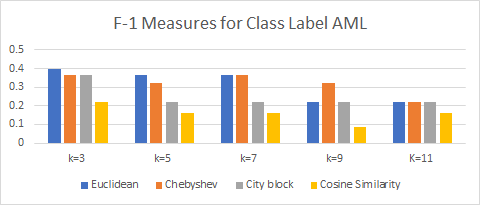 F-1 Measures for Class Label AML
0.5
0.4
0.3
0.2
0.1
0
k=3 k=5 k=7 k=9 K=11
Euclidean Chebyshev City block Cosine Similarity